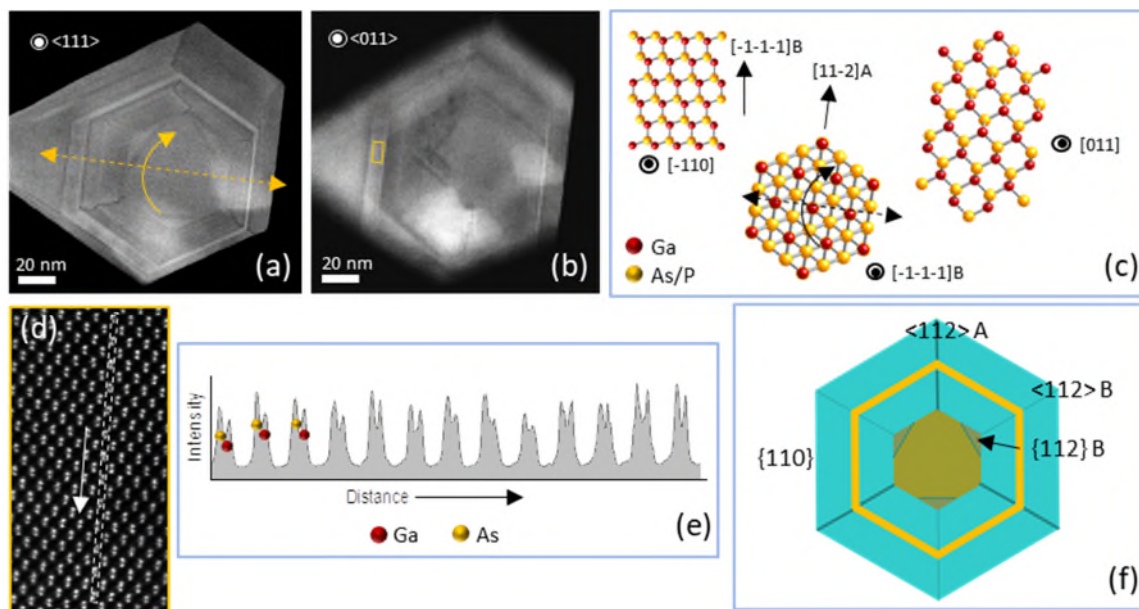 <111>
20 nm
(a)
<011>
20 nm
(b)
[-1-1-1]B
[11-2]A
[-110]
[011]
[-1-1-1]B
Ga
As/P
(c)
(d)
Intensity
Distance
Ga
As
(e)
<112> A
<112> B
{110}
{112} B
(f)